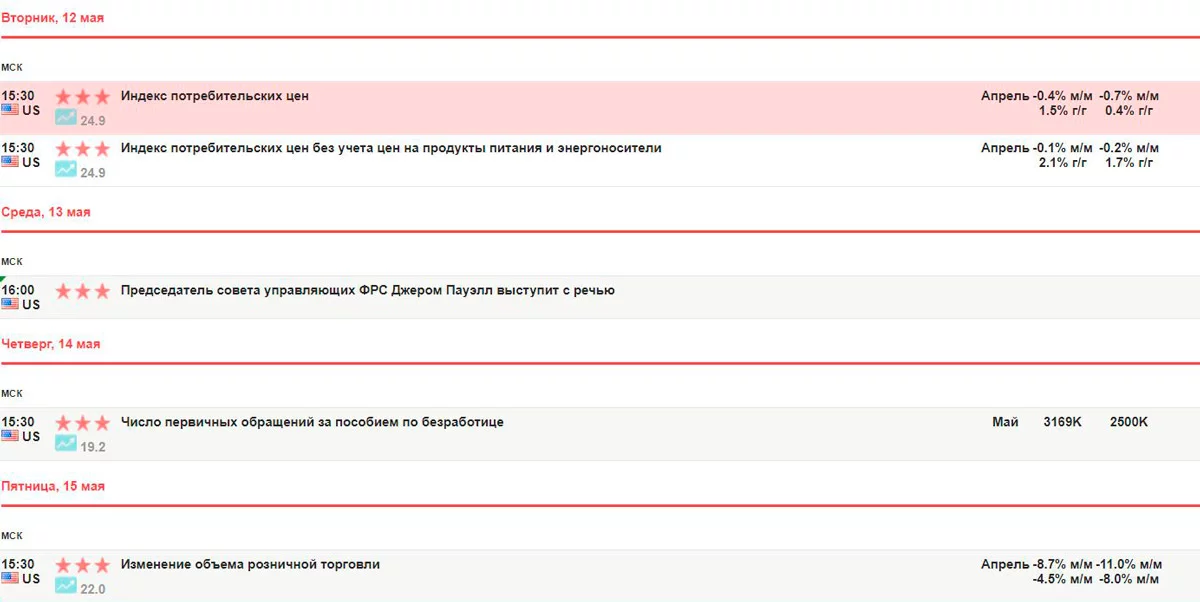 Вторник, 12 мая
МСК
15:30 Индекс потребительских цен Апрель -0.4% м/м -0.7% м/м
US 24.9 1.5% г/г 0.4% г/г
15:30 Индекс потребительских цен без учета цен на продукты питания и энергоносители Апрель -0.1% м/м -0.2% м/м
US 24.9 2.1% г/г 1.7% г/г
Среда, 13 мая
МСК
16:00 Председатель совета управляющих ФРС Джером Пауэлл выступит с речью
US
Четверг, 14 мая
МСК
15:30 Число первичных обращений за пособием по безработице Май 3169K 2500K
US 19.2
Пятница, 15 мая
МСК
15:30 Изменение объема розничной торговли Апрель -8.7% м/м -11.0% м/м
US 22.0 -4.5% м/м -8.0% м/м